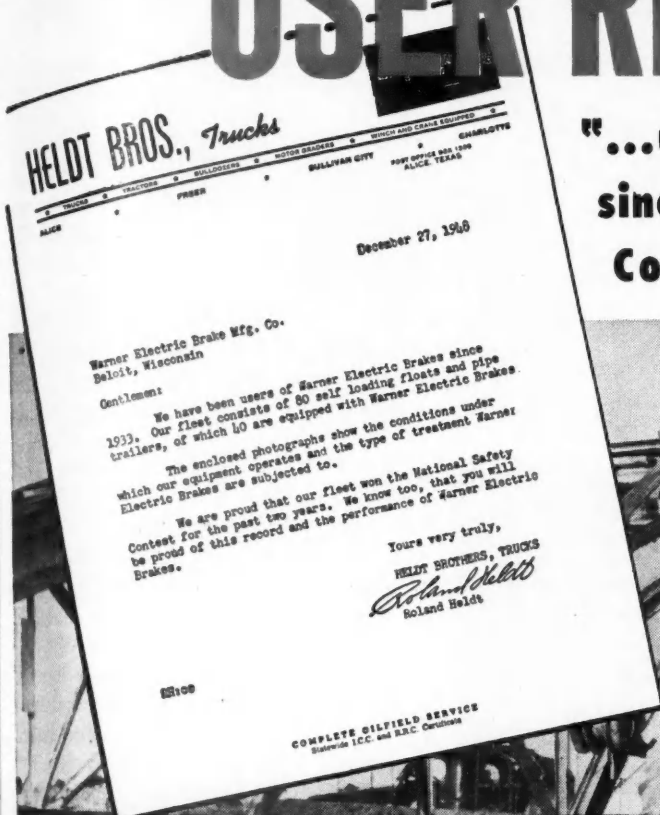 USER R
"...
since
Co
HELDT BROS., Trucks
TRUCKS TRACTORS BULLDOZERS MOTOR GRADERS WINCH AND CRANE EQUIPPED
ALICE FREER SULLIVAN CITY POST OFFICE BOX 1209 CHARLOTTE
ALICE, TEXAS
December 27, 1948
Warner Electric Brake Mfg. Co.
Beloit, Wisconsin
Gentlemen:
We have been users of Warner Electric Brakes since
1933. Our fleet consists of 80 self loading floats and pipe
trailers, of which 40 are equipped with Warner Electric Brakes.
The enclosed photographs show the conditions under
which our equipment operates and the type of treatment Warner
Electric Brakes are subjected to.
We are proud that our fleet won the National Safety
Contest for the past two years. We know too, that you will
be proud of this record and the performance of Warner Electric
Brakes.
Yours very truly,
HELDT BROTHERS, TRUCKS
Roland Heldt
Roland Heldt
COMPLETE OILFIELD SERVICE
Statewide I.C.C. and R.R.C. Certificate